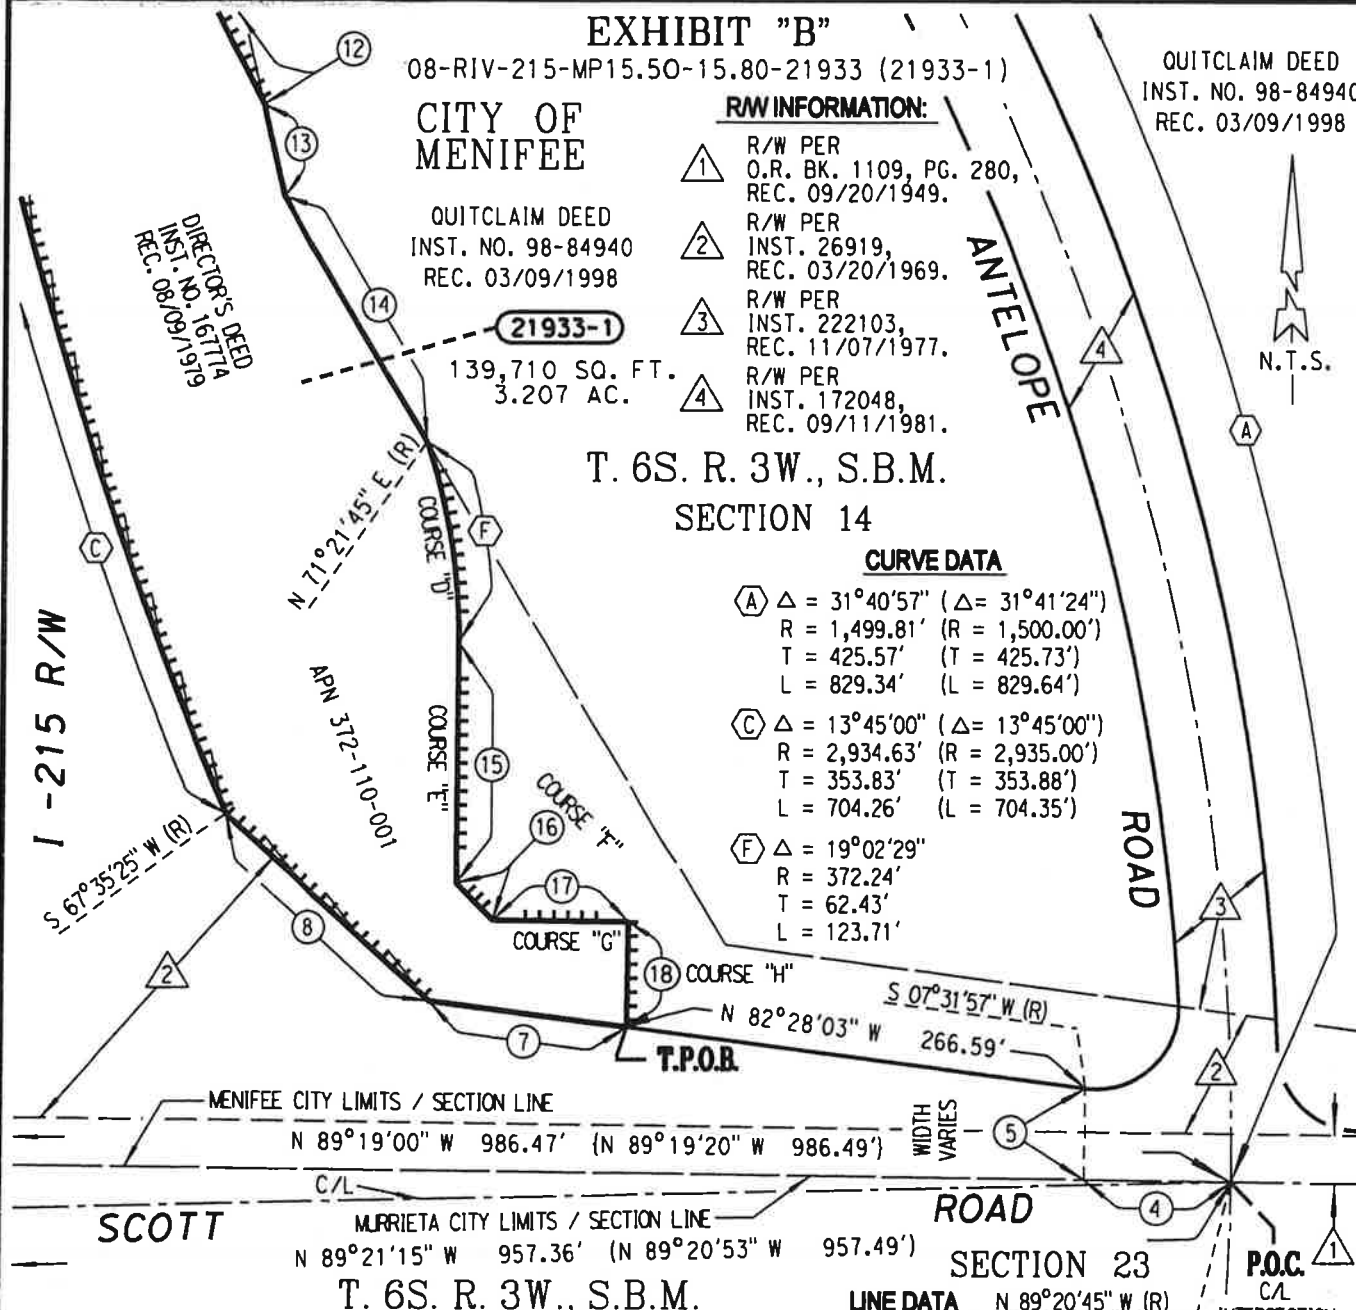 EXHIBIT "B"
08-RIV-215-MP15.50-15.80-21933 (21933-1)
CITY OF
MENIFEE
QUITCLAIM DEED
INST. NO. 98-84940
REC. 03/09/1998
21933-1
139,710 SQ. FT.
3.207 AC.
R/W INFORMATION:
1
R/W PER
O.R. BK. 1109, PG. 280,
REC. 09/20/1949.
2
R/W PER
INST. 26919,
REC. 03/20/1969.
3
R/W PER
INST. 222103,
REC. 11/07/1977.
4
R/W PER
INST. 172048,
REC. 09/11/1981.
QUITCLAIM DEED
INST. NO. 98-84940
REC. 03/09/1998
N.T.S.
12
13
14
DIRECTOR'S DEED
INST. NO. 167774
REC. 08/09/1979
T. 6S. R. 3W., S.B.M.
SECTION 14
ANTELOPE
ROAD
4
A
CURVE DATA
A Δ = 31°40'57" (Δ= 31°41'24")
R = 1,499.81' (R = 1,500.00')
T = 425.57' (T = 425.73')
L = 829.34' (L = 829.64')
C Δ = 13°45'00" (Δ= 13°45'00")
R = 2,934.63' (R = 2,935.00')
T = 353.83' (T = 353.88')
L = 704.26' (L = 704.35')
F Δ = 19°02'29"
R = 372.24'
T = 62.43'
L = 123.71'
N 71°21'45" E (R)
COURSE "D"
F
C
I-215 R/W
APN 372-110-001
COURSE "E"
15
COURSE "F"
16
17
COURSE "G"
18
COURSE "H"
S 67°35'25" W (R)
8
2
7
3
S 07°31'57" W (R)
N 82°28'03" W 266.59'
T.P.O.B.
2
MENIFEE CITY LIMITS / SECTION LINE
N 89°19'00" W 986.47' (N 89°19'20" W 986.49')
WIDTH
VARIES
5
C/L
4
SCOTT
ROAD
MURRIETA CITY LIMITS / SECTION LINE
N 89°21'15" W 957.36' (N 89°20'53" W 957.49')
SECTION 23
P.O.C.
1
C/L
T. 6S. R. 3W., S.B.M.
LINE DATA
N 89°20'45" W (R)